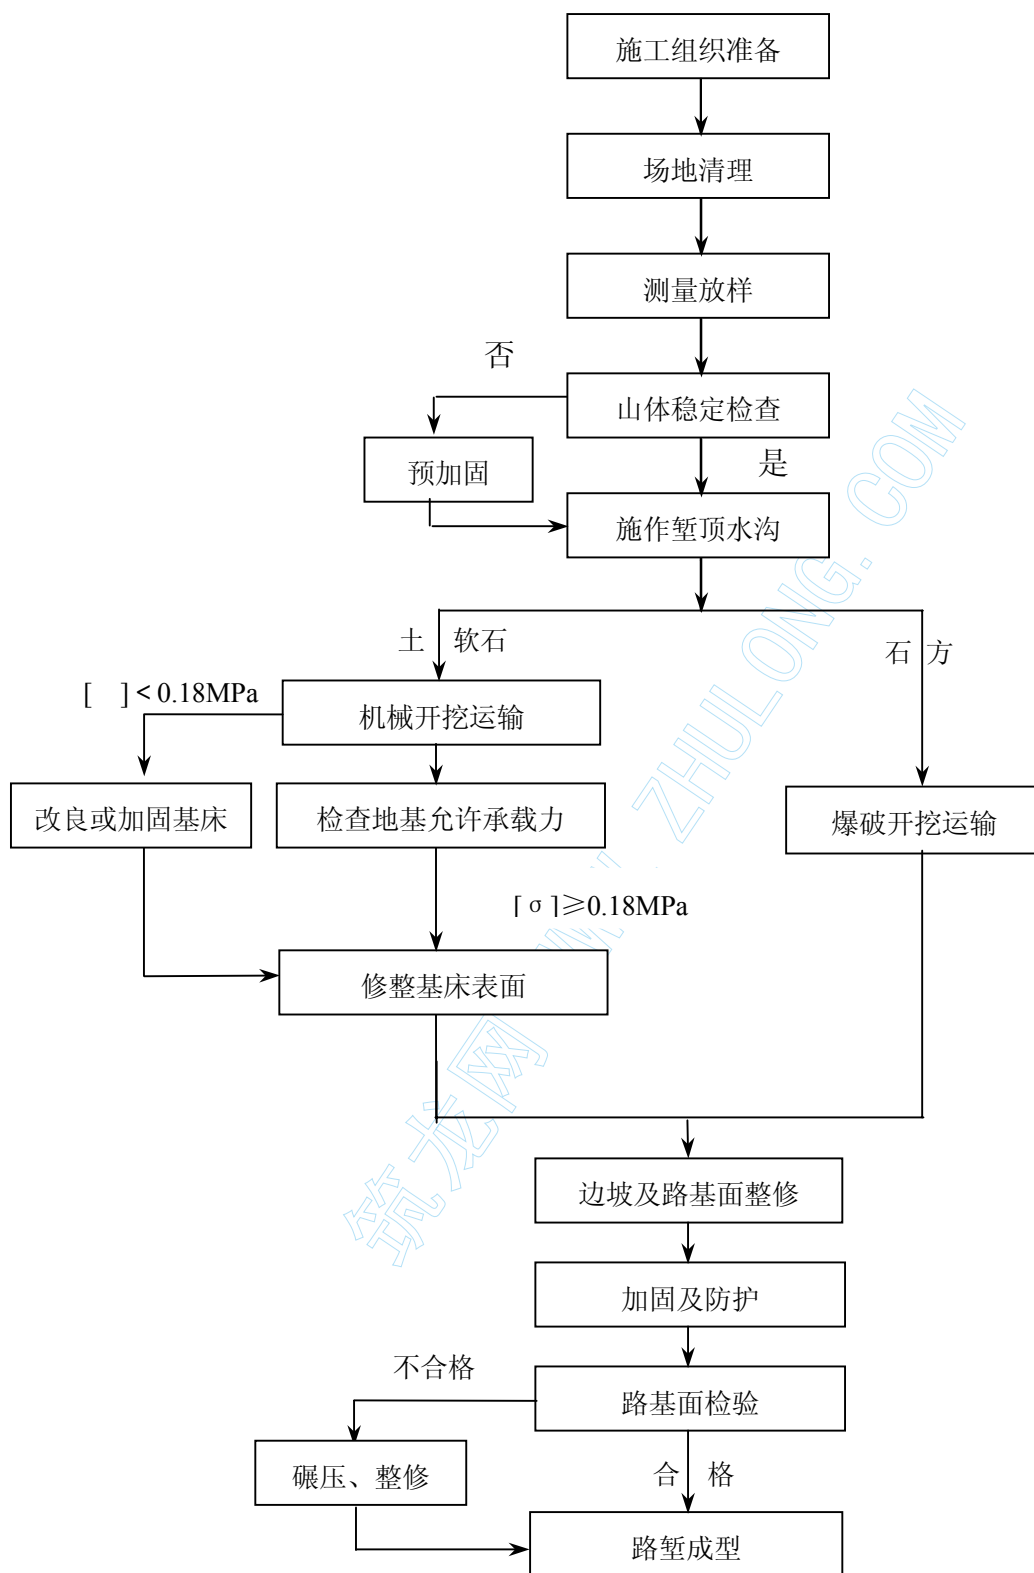 施工组织准备
场地清理
测量放样
否
山体稳定检查
预加固
是
施作堑顶水沟
土 软石
石方
[ ]<0.18MPa
机械开挖运输
改良或加固基床
检查地基允许承载力
爆破开挖运输
[σ]≥0.18MPa
修整基床表面
边坡及路基面整修
加固及防护
不合格
路基面检验
碾压、整修
合格
路堑成型
筑龙网 WWW.ZHULONG.COM